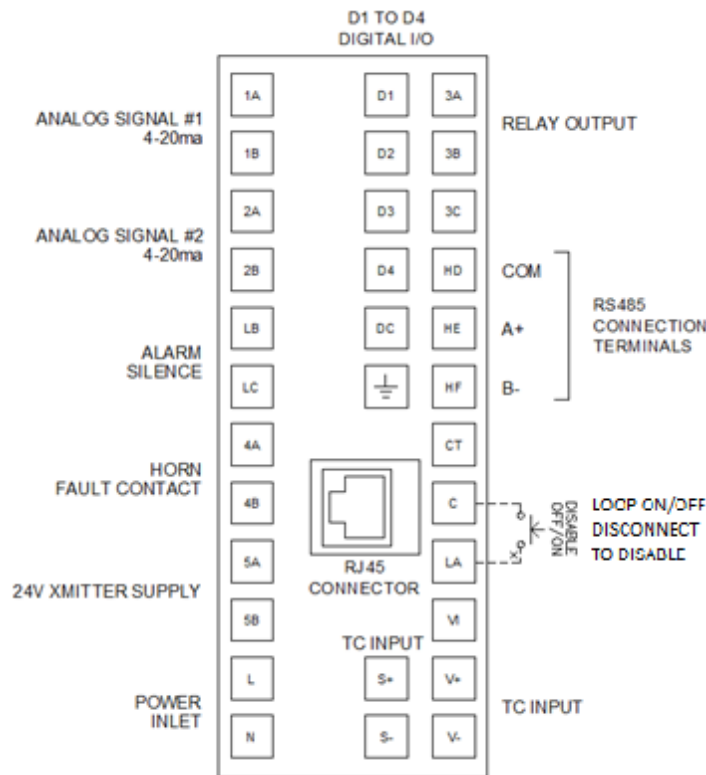 D1 TO D4
DIGITAL I/O
1A
D1
3A
ANALOG SIGNAL #1
4-20ma
RELAY OUTPUT
1B
D2
3B
2A
D3
3C
ANALOG SIGNAL #2
4-20ma
2B
D4
HD
COM
LB
DC
HE
A+
RS485
CONNECTION
TERMINALS
ALARM
SILENCE
LC
HF
B-
4A
CT
HORN
FAULT CONTACT
4B
C
LOOP ON/OFF
DISCONNECT
TO DISABLE
DISABLE
OFF/ON
5A
LA
RJ45
CONNECTOR
24V XMITTER SUPPLY
5B
VI
TC INPUT
L
S+
V+
POWER
INLET
TC INPUT
N
S-
V-